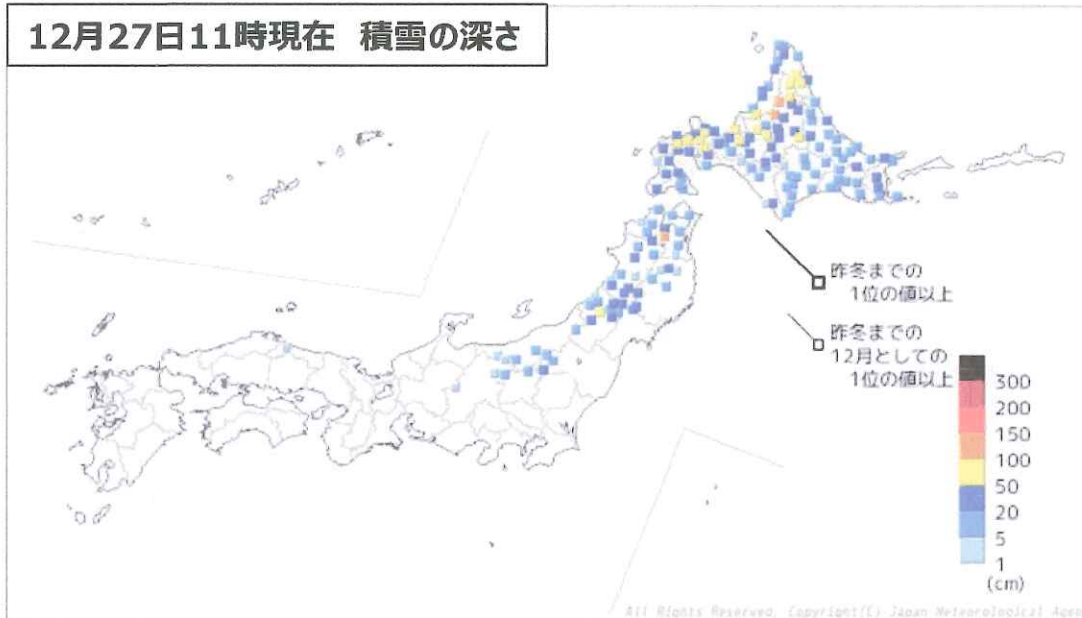 12月27日11時現在 積雪の深さ
昨冬までの
1位の値以上
昨冬までの
12月としての
1位の値以上
300
200
150
100
50
20
5
1
(cm)
All Rights Reserved, Copyright(C) Japan Meteorological Agen